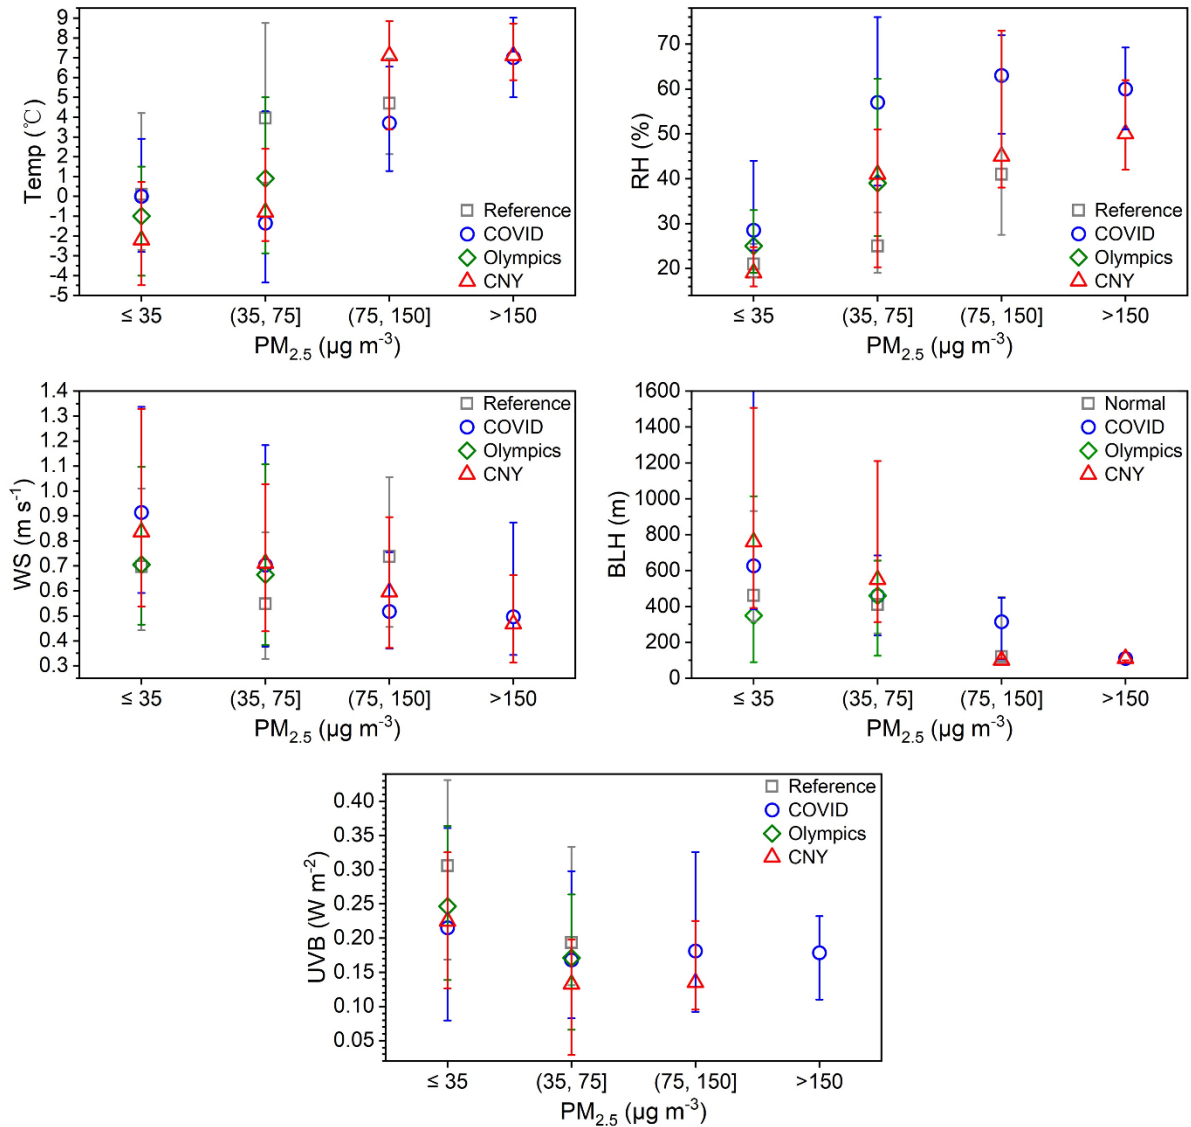 Temp (℃)
9
8
7
6
5
4
3
2
1
0
-1
-2
-3
-4
-5
Reference
COVID
Olympics
CNY
≤ 35 (35, 75] (75, 150] >150
PM2.5 (µg m-3)
RH (%)
70
60
50
40
30
20
Reference
COVID
Olympics
CNY
≤ 35 (35, 75] (75, 150] >150
PM2.5 (µg m-3)
WS (m s-1)
1.4
1.3
1.2
1.1
1.0
0.9
0.8
0.7
0.6
0.5
0.4
0.3
Reference
COVID
Olympics
CNY
≤ 35 (35, 75] (75, 150] >150
PM2.5 (µg m-3)
BLH (m)
1600
1400
1200
1000
800
600
400
200
0
Normal
COVID
Olympics
CNY
≤ 35 (35, 75] (75, 150] >150
PM2.5 (µg m-3)
UVB (W m-2)
0.40
0.35
0.30
0.25
0.20
0.15
0.10
0.05
Reference
COVID
Olympics
CNY
≤ 35 (35, 75] (75, 150] >150
PM2.5 (µg m-3)